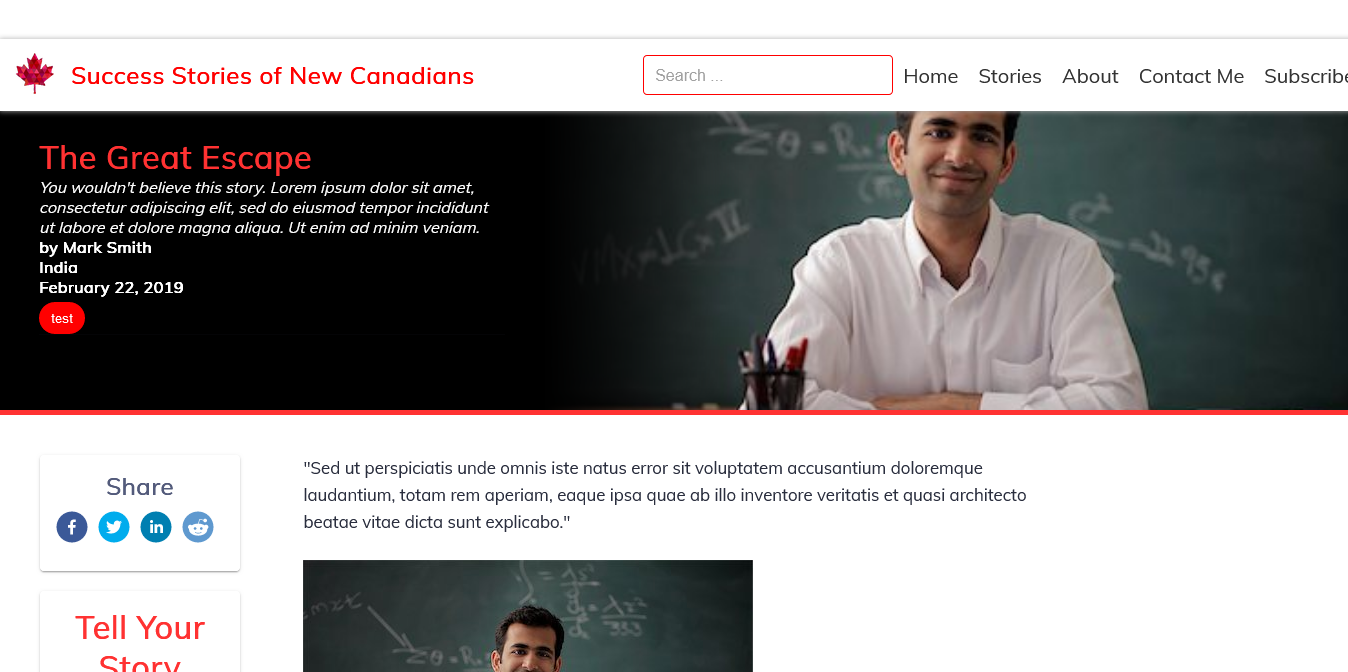 Success Stories of New Canadians
Search ...
Home Stories About Contact Me Subscribe
The Great Escape
You wouldn't believe this story. Lorem ipsum dolor sit amet,
consectetur adipiscing elit, sed do eiusmod tempor incididunt
ut labore et dolore magna aliqua. Ut enim ad minim veniam.
by Mark Smith
India
February 22, 2019
test
Share
"Sed ut perspiciatis unde omnis iste natus error sit voluptatem accusantium doloremque
laudantium, totam rem aperiam, eaque ipsa quae ab illo inventore veritatis et quasi architecto
beatae vitae dicta sunt explicabo."
Tell Your
Story